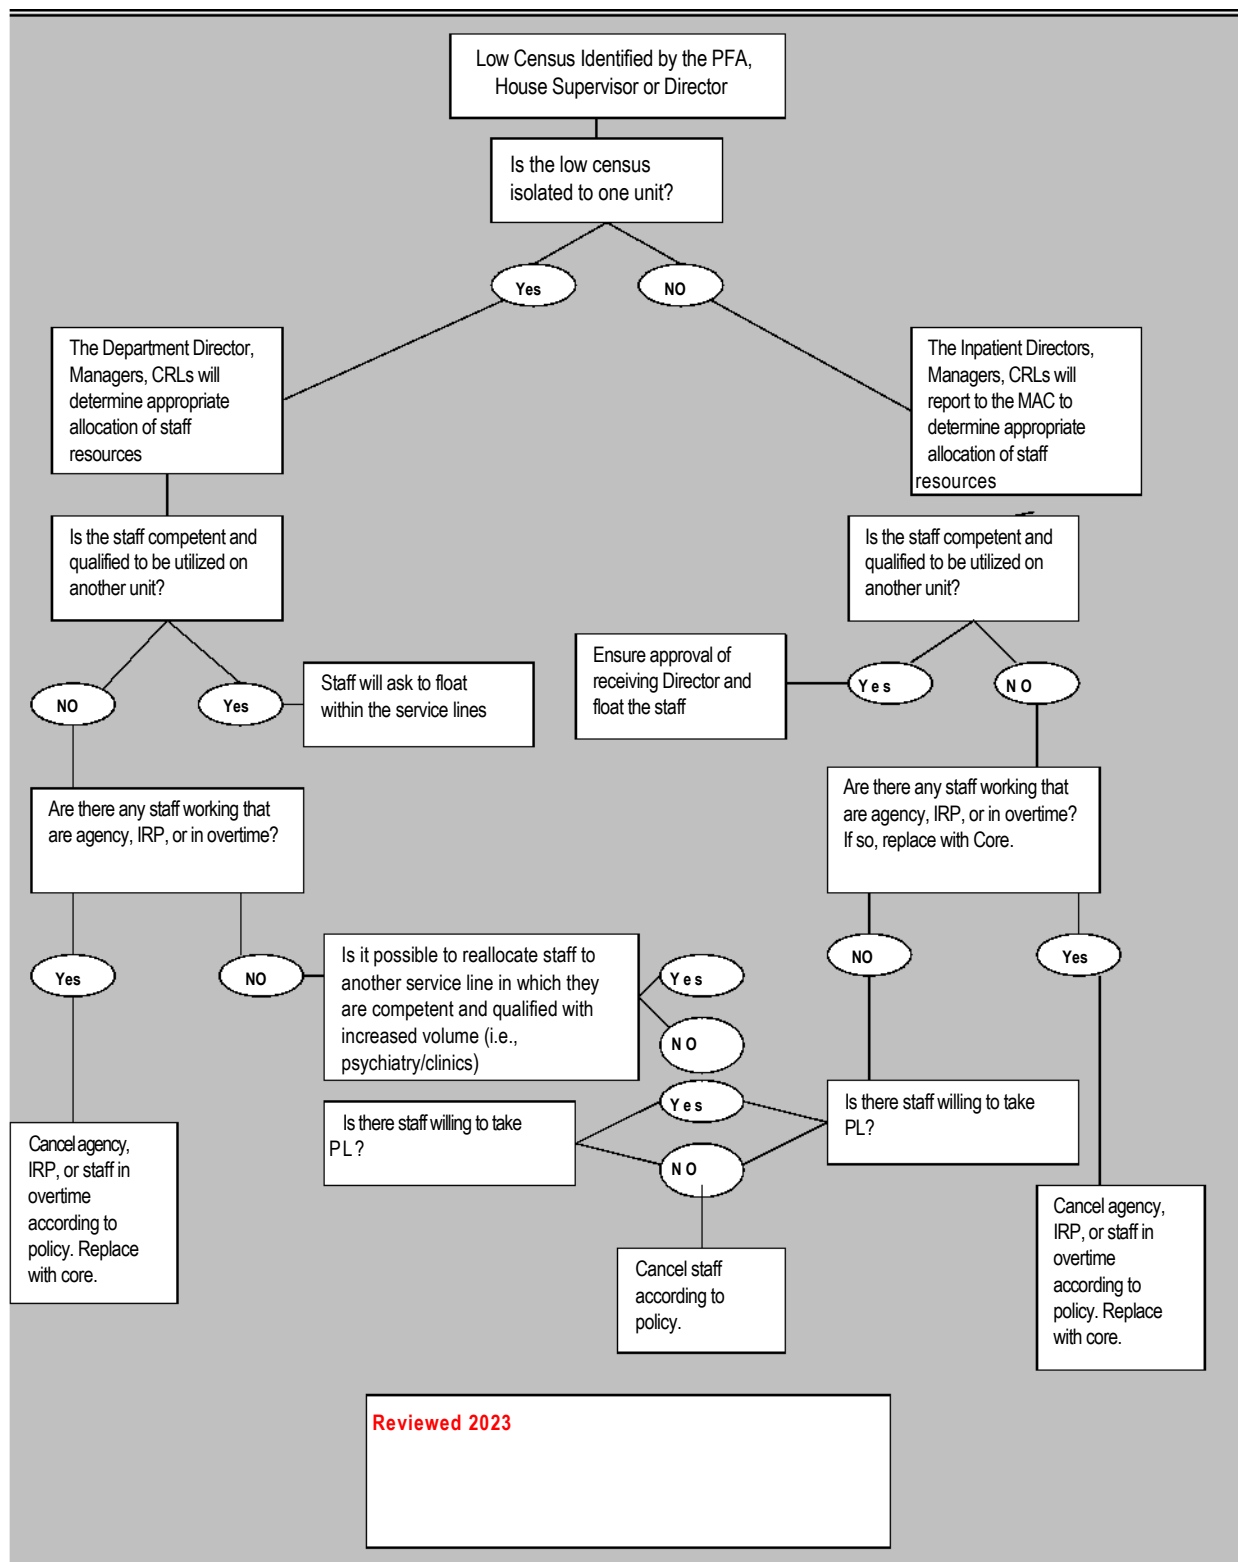 Low Census Identified by the PFA,
House Supervisor or Director
Is the low census
isolated to one unit?
Yes
NO
The Department Director,
Managers, CRLs will
determine appropriate
allocation of staff
resources
The Inpatient Directors,
Managers, CRLs will
report to the MAC to
determine appropriate
allocation of staff
resources
Is the staff competent and
qualified to be utilized on
another unit?
Is the staff competent and
qualified to be utilized on
another unit?
NO
Yes
Staff will ask to float
within the service lines
Ensure approval of
receiving Director and
float the staff
Yes
NO
Are there any staff working that
are agency, IRP, or in overtime?
Are there any staff working that
are agency, IRP, or in overtime?
If so, replace with Core.
Yes
NO
Is it possible to reallocate staff to
another service line in which they
are competent and qualified with
increased volume (i.e.,
psychiatry/clinics)
Yes
NO
NO
Yes
Is there staff willing to take
PL?
Yes
NO
Is there staff willing to take
PL?
Cancel agency,
IRP, or staff in
overtime
according to
policy. Replace
with core.
Cancel staff
according to
policy.
Cancel agency,
IRP, or staff in
overtime
according to
policy. Replace
with core.
Reviewed 2023